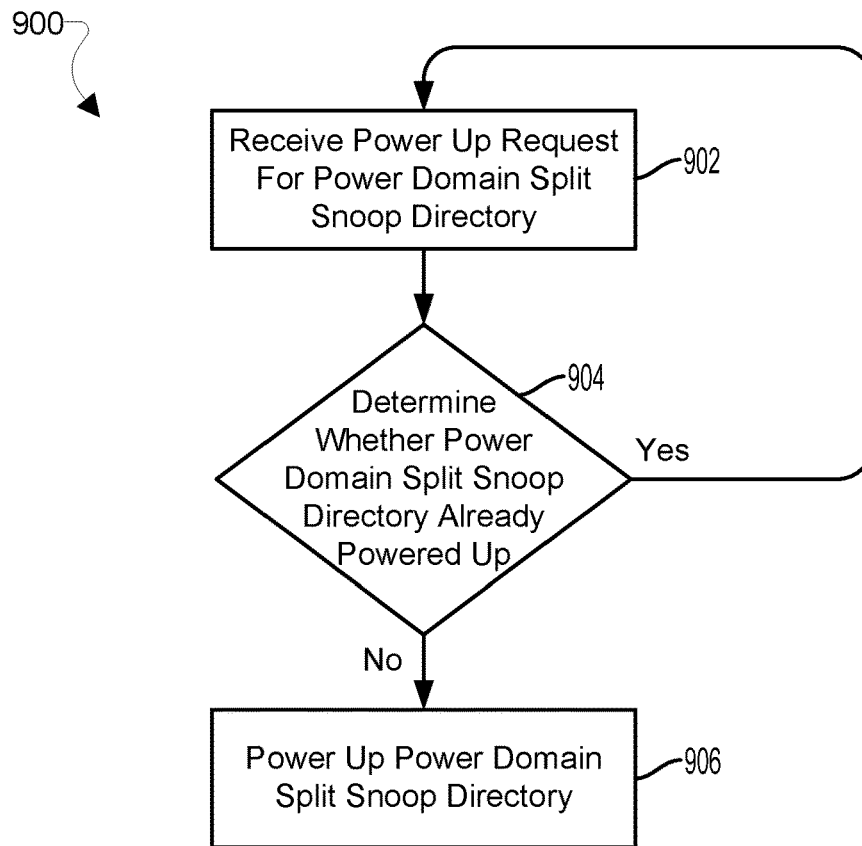 900
Receive Power Up Request
For Power Domain Split
Snoop Directory
902
904
Determine
Whether Power
Domain Split Snoop
Directory Already
Powered Up
Yes
No
Power Up Power Domain
Split Snoop Directory
906